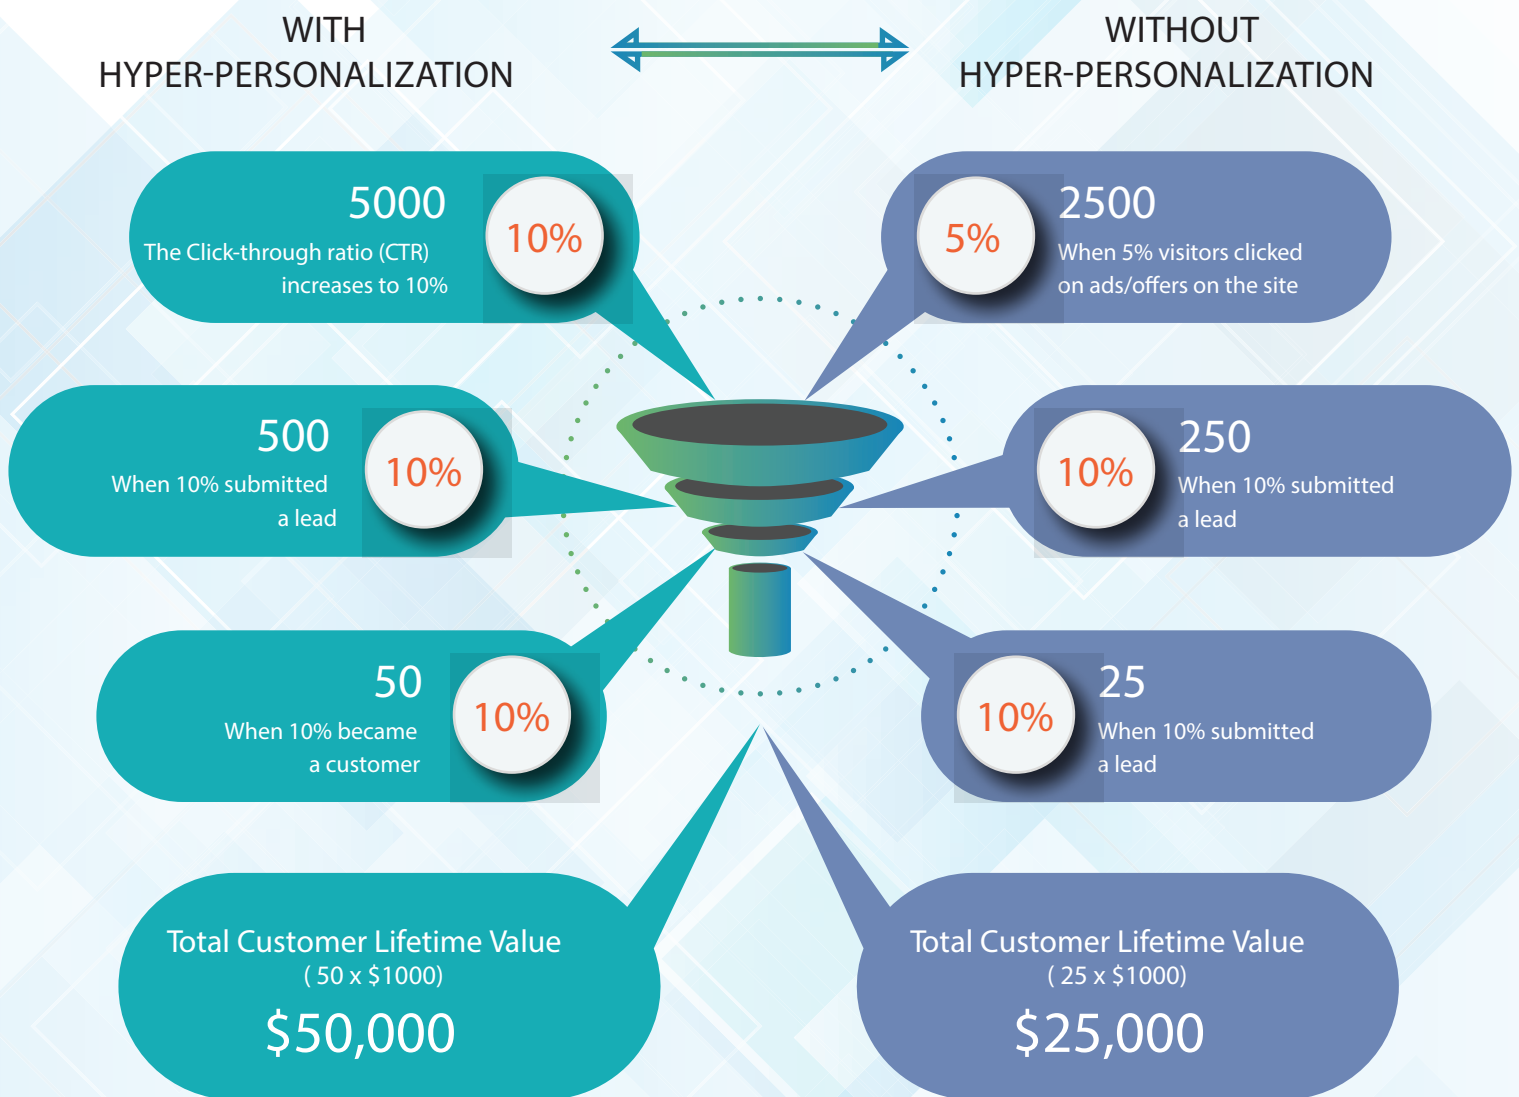 WITH
HYPER-PERSONALIZATION
WITHOUT
HYPER-PERSONALIZATION
5000
The Click-through ratio (CTR)
increases to 10%
10%
5%
2500
When 5% visitors clicked
on ads/offers on the site
500
When 10% submitted
a lead
10%
10%
250
When 10% submitted
a lead
50
When 10% became
a customer
10%
10%
25
When 10% submitted
a lead
Total Customer Lifetime Value
( 50 x $1000)
$50,000
Total Customer Lifetime Value
( 25 x $1000)
$25,000